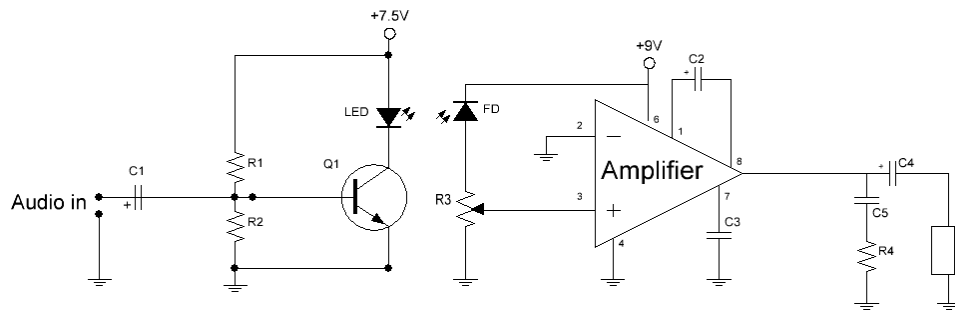 +7.5V
+9V
C2
LED
FD
6
1
2
Amplifier
8
C1
R1
Q1
C4
+
Audio in
R3
3
7
C5
R2
C3
R4
4